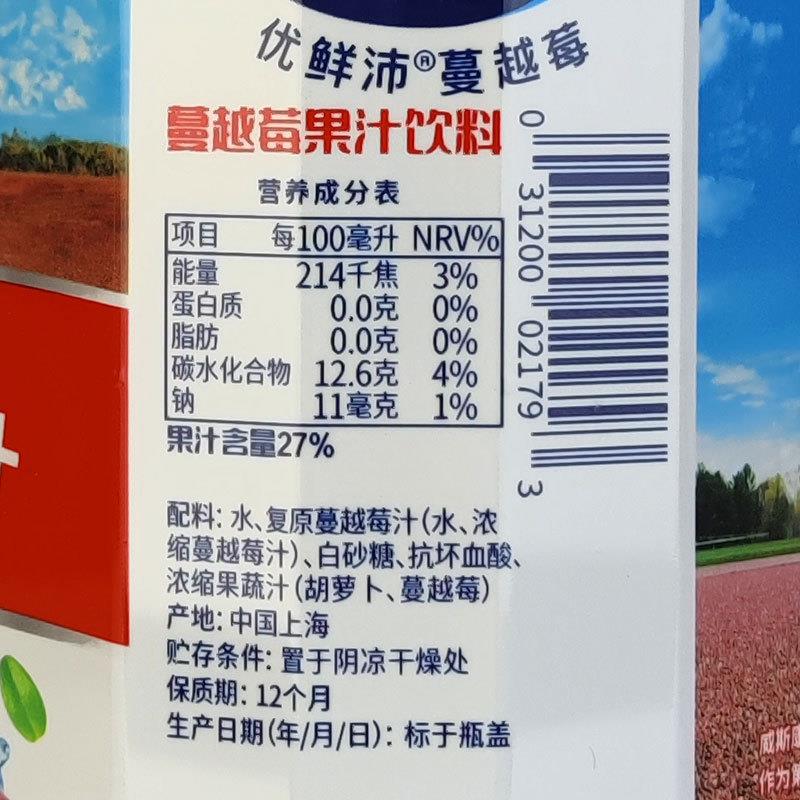 优鲜沛®蔓越莓
蔓越莓果汁饮料
营养成分表
项目 每100毫升 NRV%
能量 214千焦 3%
蛋白质 0.0克 0%
脂肪 0.0克 0%
碳水化合物 12.6克 4%
钠 11毫克 1%
果汁含量27%
配料: 水、复原蔓越莓汁(水、浓
缩蔓越莓汁)、白砂糖、抗坏血酸、
浓缩果蔬汁(胡萝卜、蔓越莓)
产地: 中国上海
贮存条件: 置于阴凉干燥处
保质期: 12个月
生产日期(年/月/日): 标于瓶盖
0 31200 02179 3
威斯
作为